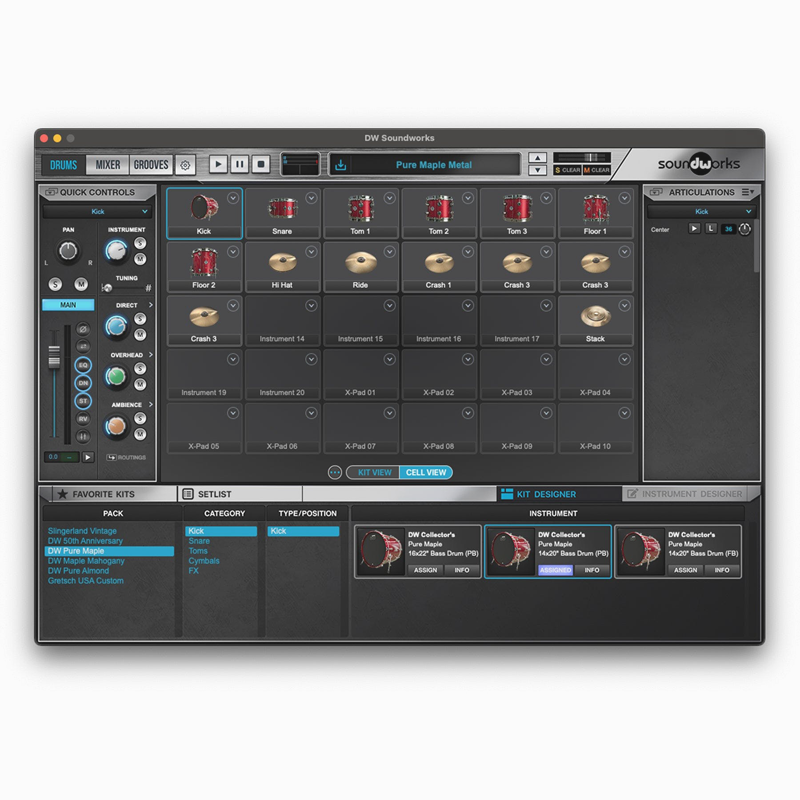 DW Soundworks
DRUMS MIXER GROOVES
Pure Maple Metal
S CLEAR M CLEAR
soundworks
QUICK CONTROLS
Kick
PAN
L R
S M
MAIN
EQ
DN
ST
RV
0.0
INSTRUMENT
S
M
TUNING
DIRECT
S
M
OVERHEAD
S
M
AMBIENCE
S
M
ROUTINGS
Kick Snare Tom 1 Tom 2 Tom 3 Floor 1
Floor 2 Hi Hat Ride Crash 1 Crash 3 Crash 3
Crash 3 Instrument 14 Instrument 15 Instrument 16 Instrument 17 Stack
Instrument 19 Instrument 20 X-Pad 01 X-Pad 02 X-Pad 03 X-Pad 04
X-Pad 05 X-Pad 06 X-Pad 07 X-Pad 08 X-Pad 09 X-Pad 10
KIT VIEW CELL VIEW
ARTICULATIONS
Kick
Center L 36
FAVORITE KITS SETLIST KIT DESIGNER INSTRUMENT DESIGNER
PACK
Slingerland Vintage
DW 50th Anniversary
DW Pure Maple
DW Maple Mahogany
DW Pure Almond
Gretsch USA Custom
CATEGORY
Kick
Snare
Toms
Cymbals
FX
TYPE/POSITION
Kick
INSTRUMENT
DW Collector's
Pure Maple
16x22" Bass Drum (PB)
ASSIGN INFO
DW Collector's
Pure Maple
14x20" Bass Drum (PB)
ASSIGNED INFO
DW Collector's
Pure Maple
14x20" Bass Drum (FB)
ASSIGN INFO